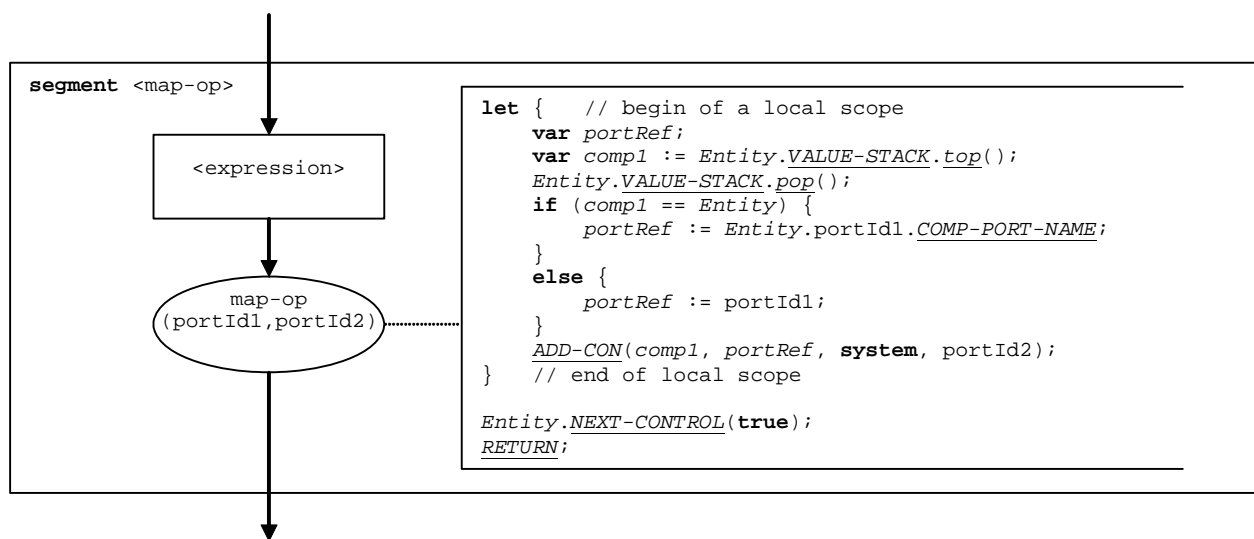 segment <map-op>
<expression>
map-op
(portId1,portId2)
let {   // begin of a local scope
    var portRef;
    var comp1 := Entity.VALUE-STACK.top();
    Entity.VALUE-STACK.pop();
    if (comp1 == Entity) {
        portRef := Entity.portId1.COMP-PORT-NAME;
    }
    else {
        portRef := portId1;
    }
    ADD-CON(comp1, portRef, system, portId2);
}   // end of local scope
Entity.NEXT-CONTROL(true);
RETURN;